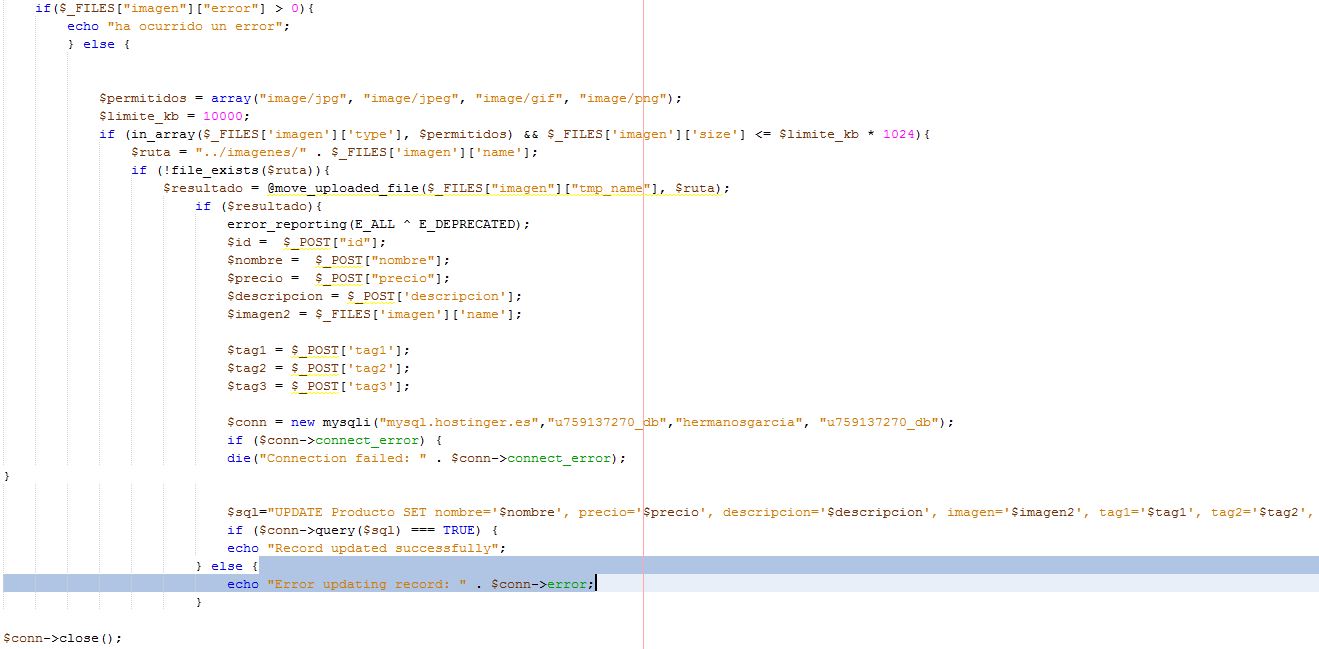 if($_FILES["imagen"]["error"] > 0){
echo "ha ocurrido un error";
} else {
$permitidos = array("image/jpg", "image/jpeg", "image/gif", "image/png");
$limite_kb = 10000;
if (in_array($_FILES['imagen']['type'], $permitidos) && $_FILES['imagen']['size'] <= $limite_kb * 1024){
$ruta = "../imagenes/" . $_FILES['imagen']['name'];
if (!file_exists($ruta)){
$resultado = @move_uploaded_file($_FILES["imagen"]["tmp_name"], $ruta);
if ($resultado){
error_reporting(E_ALL ^ E_DEPRECATED);
$id =  $_POST["id"];
$nombre =  $_POST["nombre"];
$precio =  $_POST["precio"];
$descripcion = $_POST['descripcion'];
$imagen2 = $_FILES['imagen']['name'];
$tag1 = $_POST['tag1'];
$tag2 = $_POST['tag2'];
$tag3 = $_POST['tag3'];
$conn = new mysqli("mysql.hostinger.es","u759137270_db","hermanosgarcia", "u759137270_db");
if ($conn->connect_error) {
die("Connection failed: " . $conn->connect_error);
}
$sql="UPDATE Producto SET nombre='$nombre', precio='$precio', descripcion='$descripcion', imagen='$imagen2', tag1='$tag1', tag2='$tag2',
if ($conn->query($sql) === TRUE) {
echo "Record updated successfully";
} else {
echo "Error updating record: " . $conn->error;
}
$conn->close();